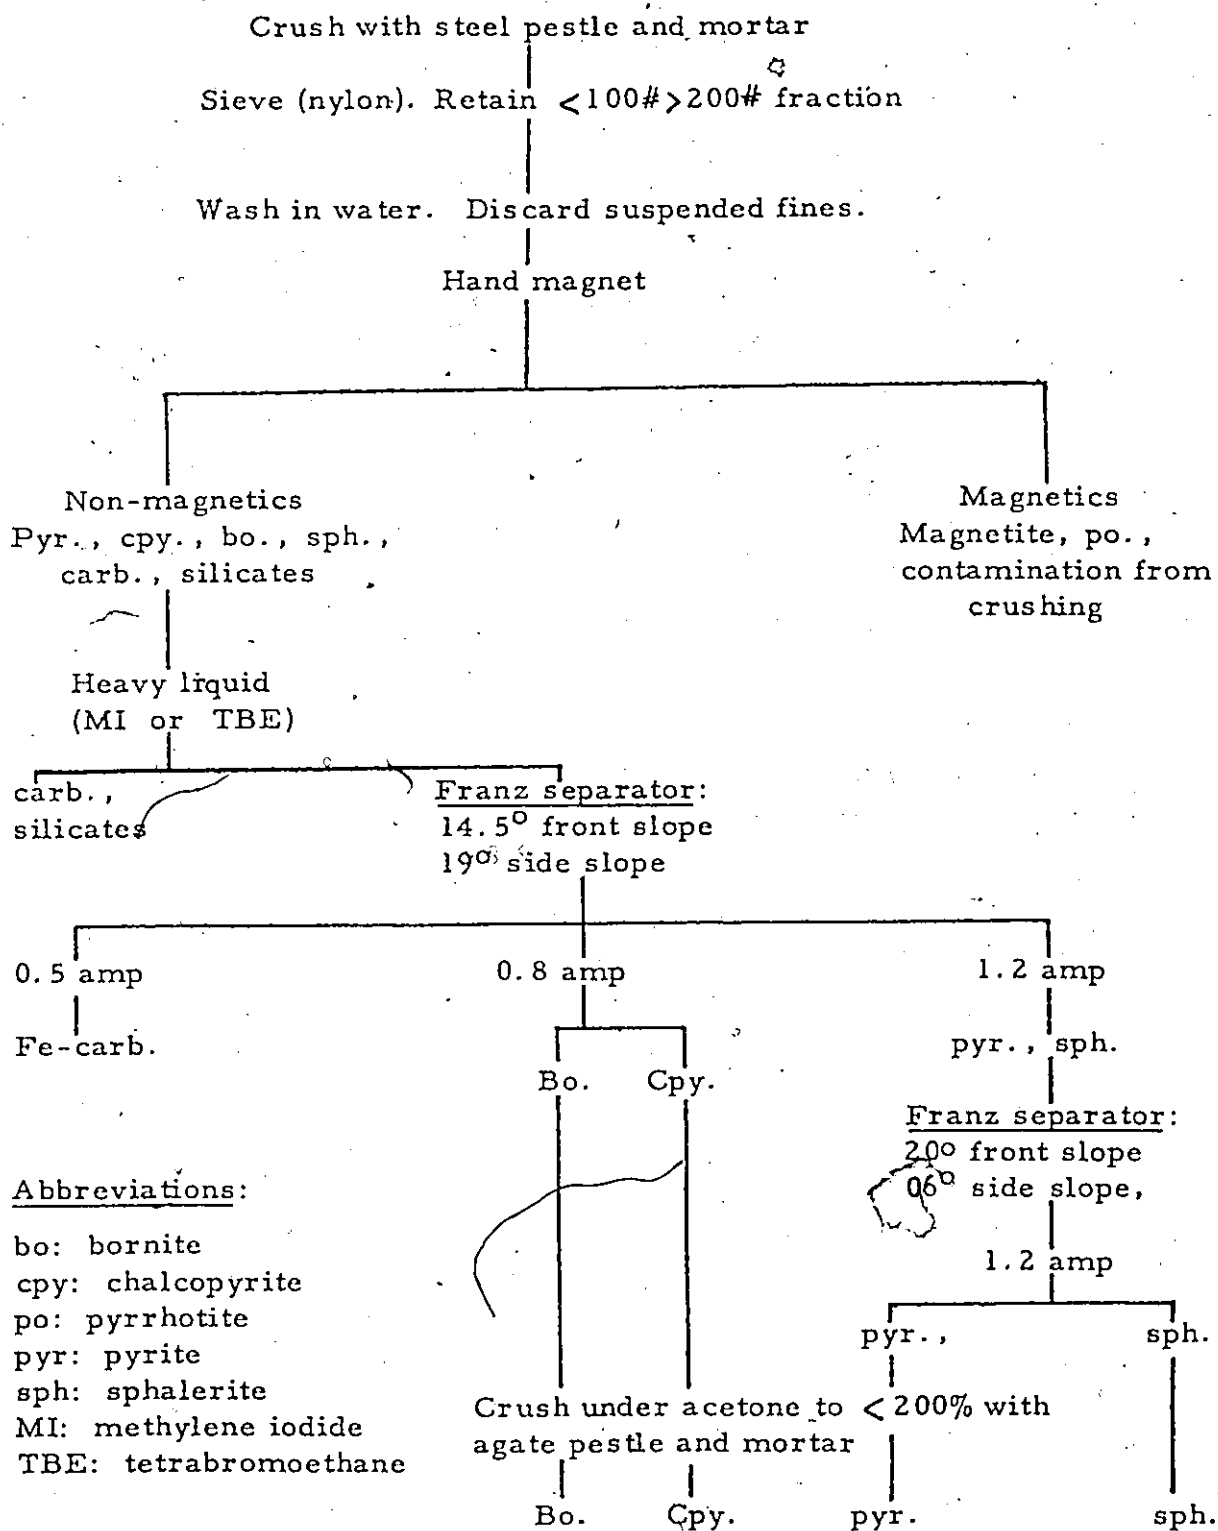 Crush with steel pestle and mortar
Sieve (nylon). Retain <100#>200# fraction
Wash in water. Discard suspended fines.
Hand magnet
Non-magnetics
Pyr., cpy., bo., sph.,
carb., silicates
Magnetics
Magnetite, po.,
contamination from
crushing
Heavy liquid
(MI or TBE)
carb.,
silicates
Franz separator:
14.5° front slope
19° side slope
0.5 amp
0.8 amp
1.2 amp
Fe-carb.
Bo.
Cpy.
pyr., sph.
Franz separator:
20° front slope
06° side slope,
1.2 amp
pyr.,
sph.
Crush under acetone to <200% with
agate pestle and mortar
Bo.
Cpy.
pyr.
sph.
Abbreviations:
bo: bornite
cpy: chalcopyrite
po: pyrrhotite
pyr: pyrite
sph: sphalerite
MI: methylene iodide
TBE: tetrabromoethane